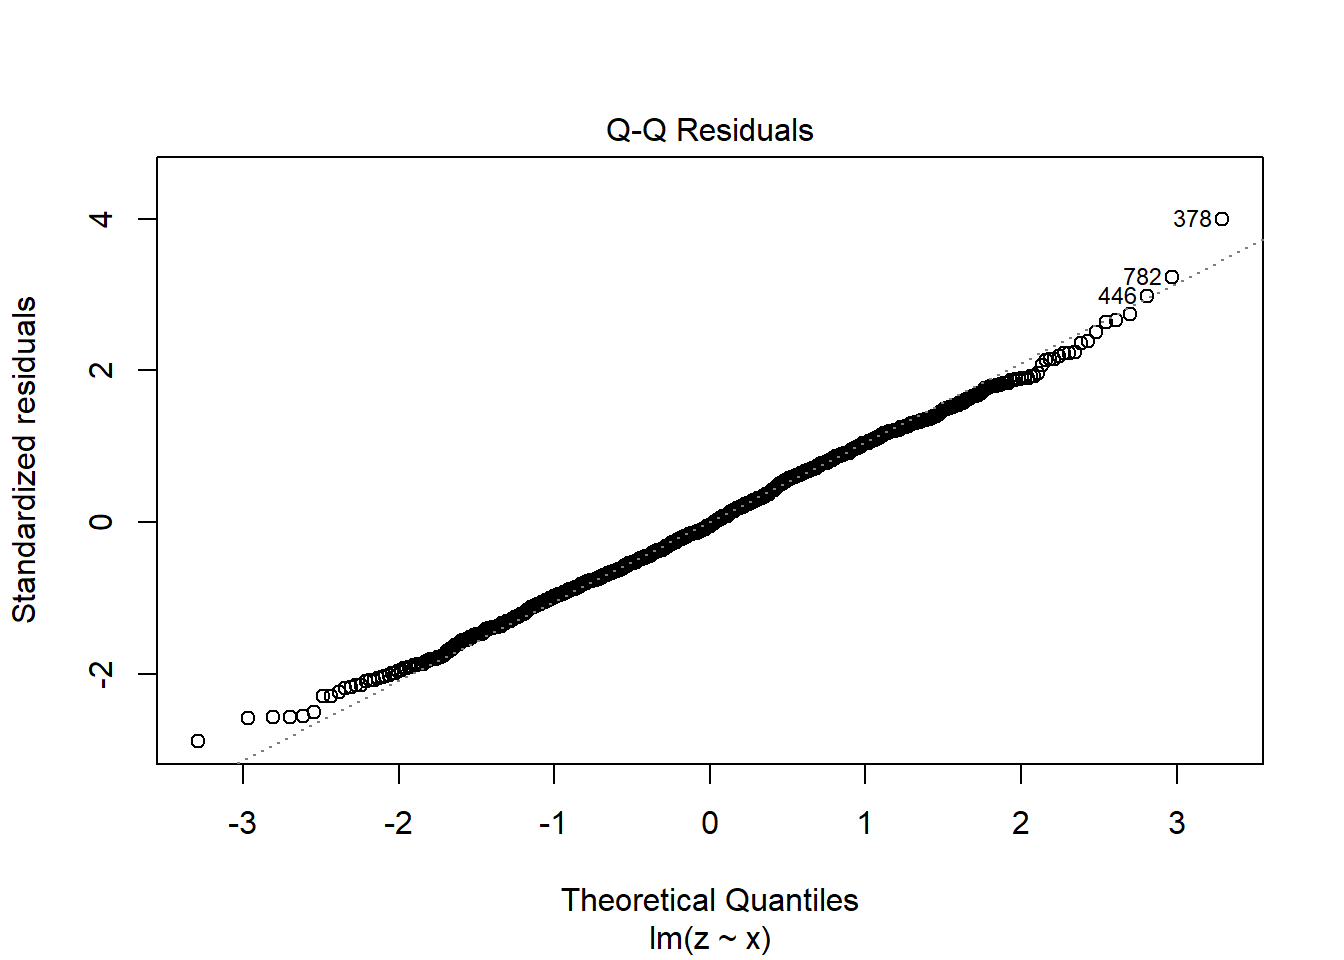 Q-Q Residuals
Standardized residuals
4
2
0
-2
378
782
446
-3 -2 -1 0 1 2 3
Theoretical Quantiles
lm(z ~ x)